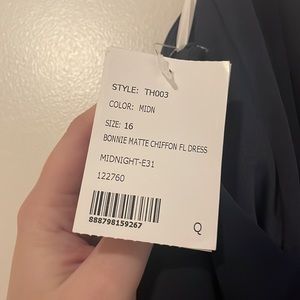 STYLE: TH003
COLOR: MIDN
SIZE: 16
BONNIE MATTE CHIFFON FL DRESS
MIDNIGHT-E31
122760
888798159267
Q